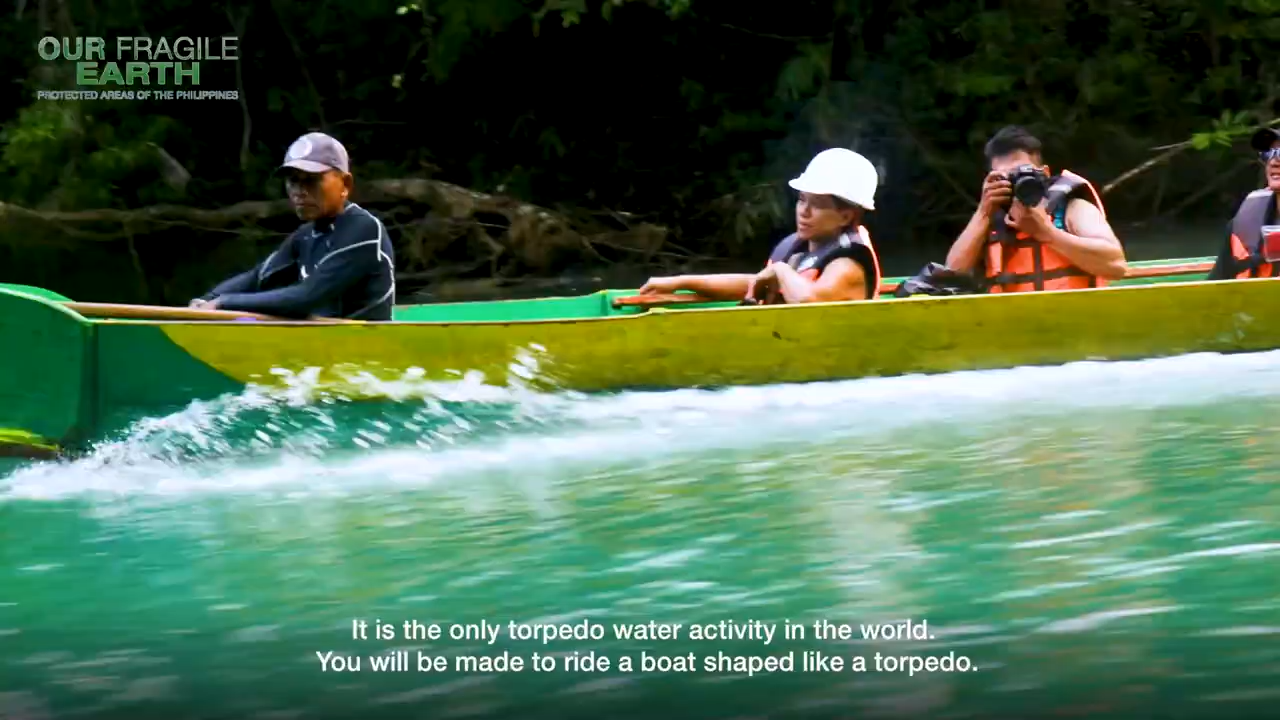 OUR FRAGILE
EARTH
PROTECTED AREAS OF THE PHILIPPINES
It is the only torpedo water activity in the world.
You will be made to ride a boat shaped like a torpedo.